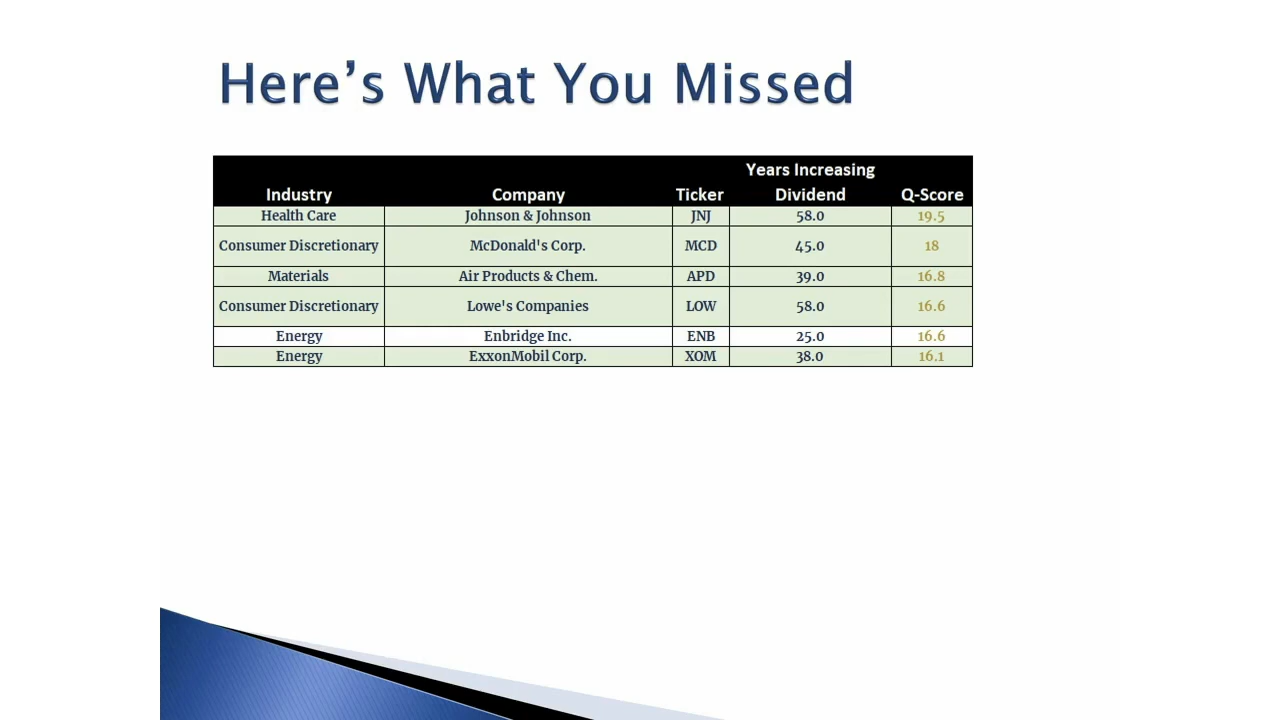 Here’s What You Missed
Years Increasing
Industry Company Ticker Dividend Q-Score
Health Care Johnson & Johnson JNJ 58.0 19.5
Consumer Discretionary McDonald's Corp. MCD 45.0 18
Materials Air Products & Chem. APD 39.0 16.8
Consumer Discretionary Lowe's Companies LOW 58.0 16.6
Energy Enbridge Inc. ENB 25.0 16.6
Energy ExxonMobil Corp. XOM 38.0 16.1